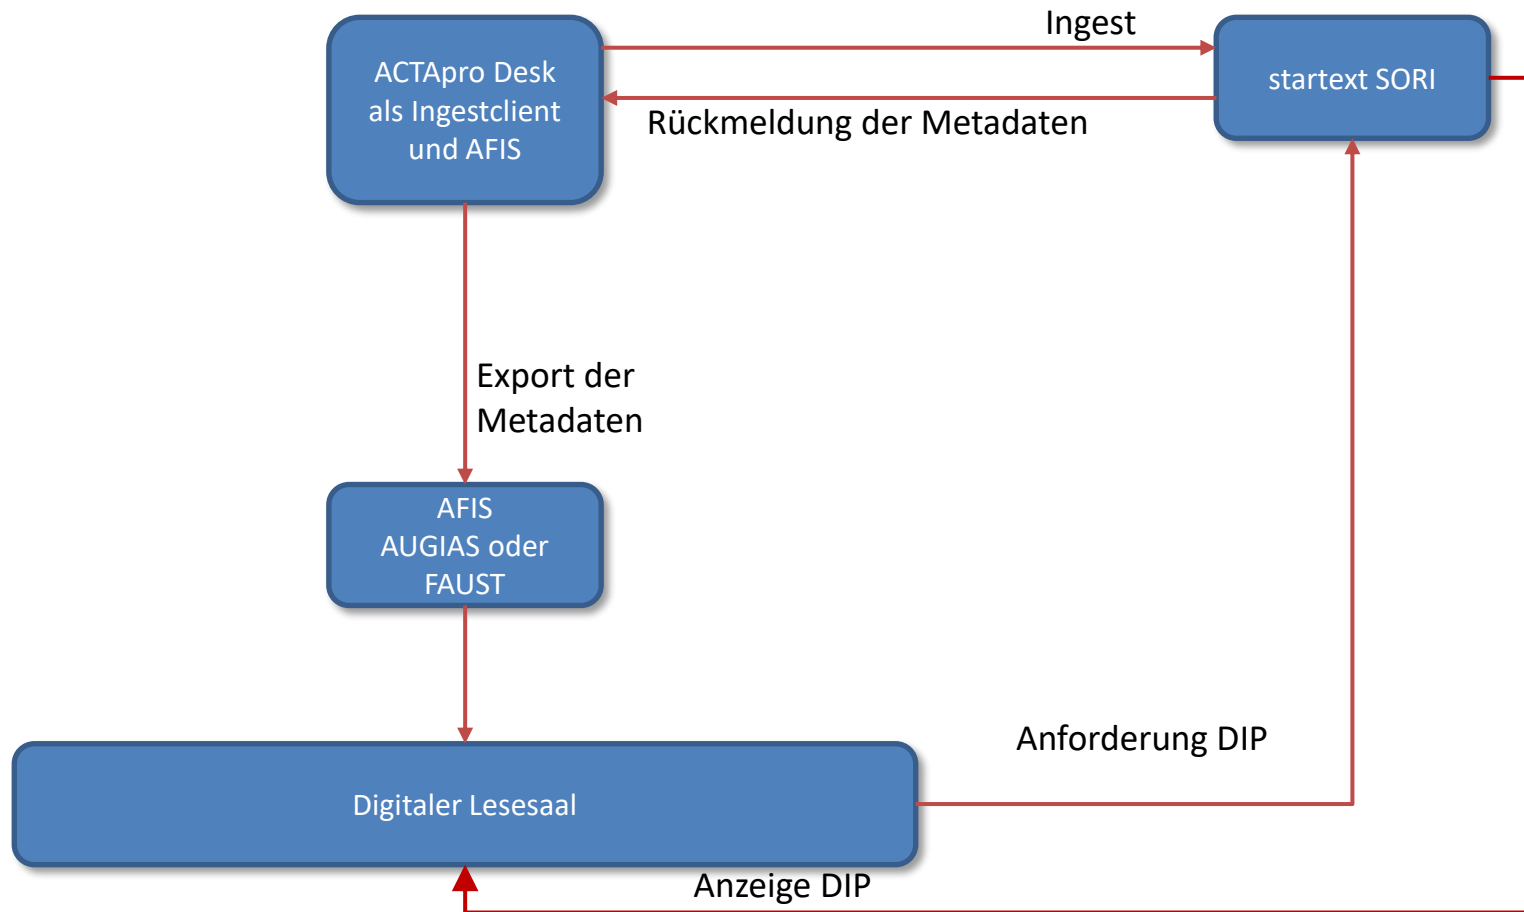 Ingest
ACTApro Desk
als Ingestclient
und AFIS
startext SORI
Rückmeldung der Metadaten
Export der
Metadaten
AFIS
AUGIAS oder
FAUST
Anforderung DIP
Digitaler Lesesaal
Anzeige DIP